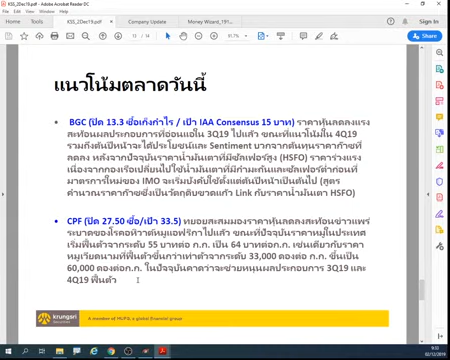 KSS_2Dec19.pdf - Adobe Acrobat Reader DC
File Edit View Window Help
Home Tools KSS_2Dec19.pdf Company Update Money Wizard_191... Sign In
13 / 14 91.7%
แนวโน้มตลาดวันนี้
BGC (ปิด 13.3 ซื้อเก็งกำไร / เป้า IAA Consensus 15 บาท) ราคาหุ้นลดลงแรง
สะท้อนผลประกอบการที่อ่อนแอใน 3Q19 ไปแล้ว ขณะที่แนวโน้มใน 4Q19
รวมถึงต้นปีหน้าจะได้ประโยชน์และ Sentiment บวกจากต้นทุนราคาก๊าซที่
ลดลง หลังจากปัจจุบันราคาน้ำมันเตาที่มีซัลเฟอร์สูง (HSFO) ราคาร่วงแรง
เนื่องจากกองเรือเปลี่ยนไปใช้น้ำมันเตาที่มีกำมะถันและซัลเฟอร์ต่ำก่อนที่
มาตรการใหม่ของ IMO จะเริ่มบังคับใช้ตั้งแต่ต้นปีหน้าเป็นต้นไป (สูตร
คำนวณราคาก๊าซซึ่งเป็นวัตถุดิบขวดแก้ว Link กับราคาน้ำมันเตา HSFO)
CPF (ปิด 27.50 ซื้อ/เป้า 33.5) ทยอยสะสมมองราคาหุ้นลดลงสะท้อนข่าวแพร่
ระบาดของโรคอหิวาต์หมูแอฟริกาไปแล้ว ขณะที่ปัจจุบันราคาหมูในประเทศ
เริ่มฟื้นตัวจากระดับ 55 บาทต่อ ก.ก. เป็น 64 บาทต่อก.ก. เช่นเดียวกับราคา
หมูเวียดนามที่ฟื้นตัวขึ้นกว่าเท่าตัวจากระดับ 33,000 ดองต่อ ก.ก. ขึ้นเป็น
60,000 ดองต่อก.ก. ในปัจจุบันคาดว่าจะช่วยหนุนผลประกอบการ 3Q19 และ
4Q19 ฟื้นตัว
krungsri
Securities
A member of MUFG, a global financial group
9:33
02/12/2019